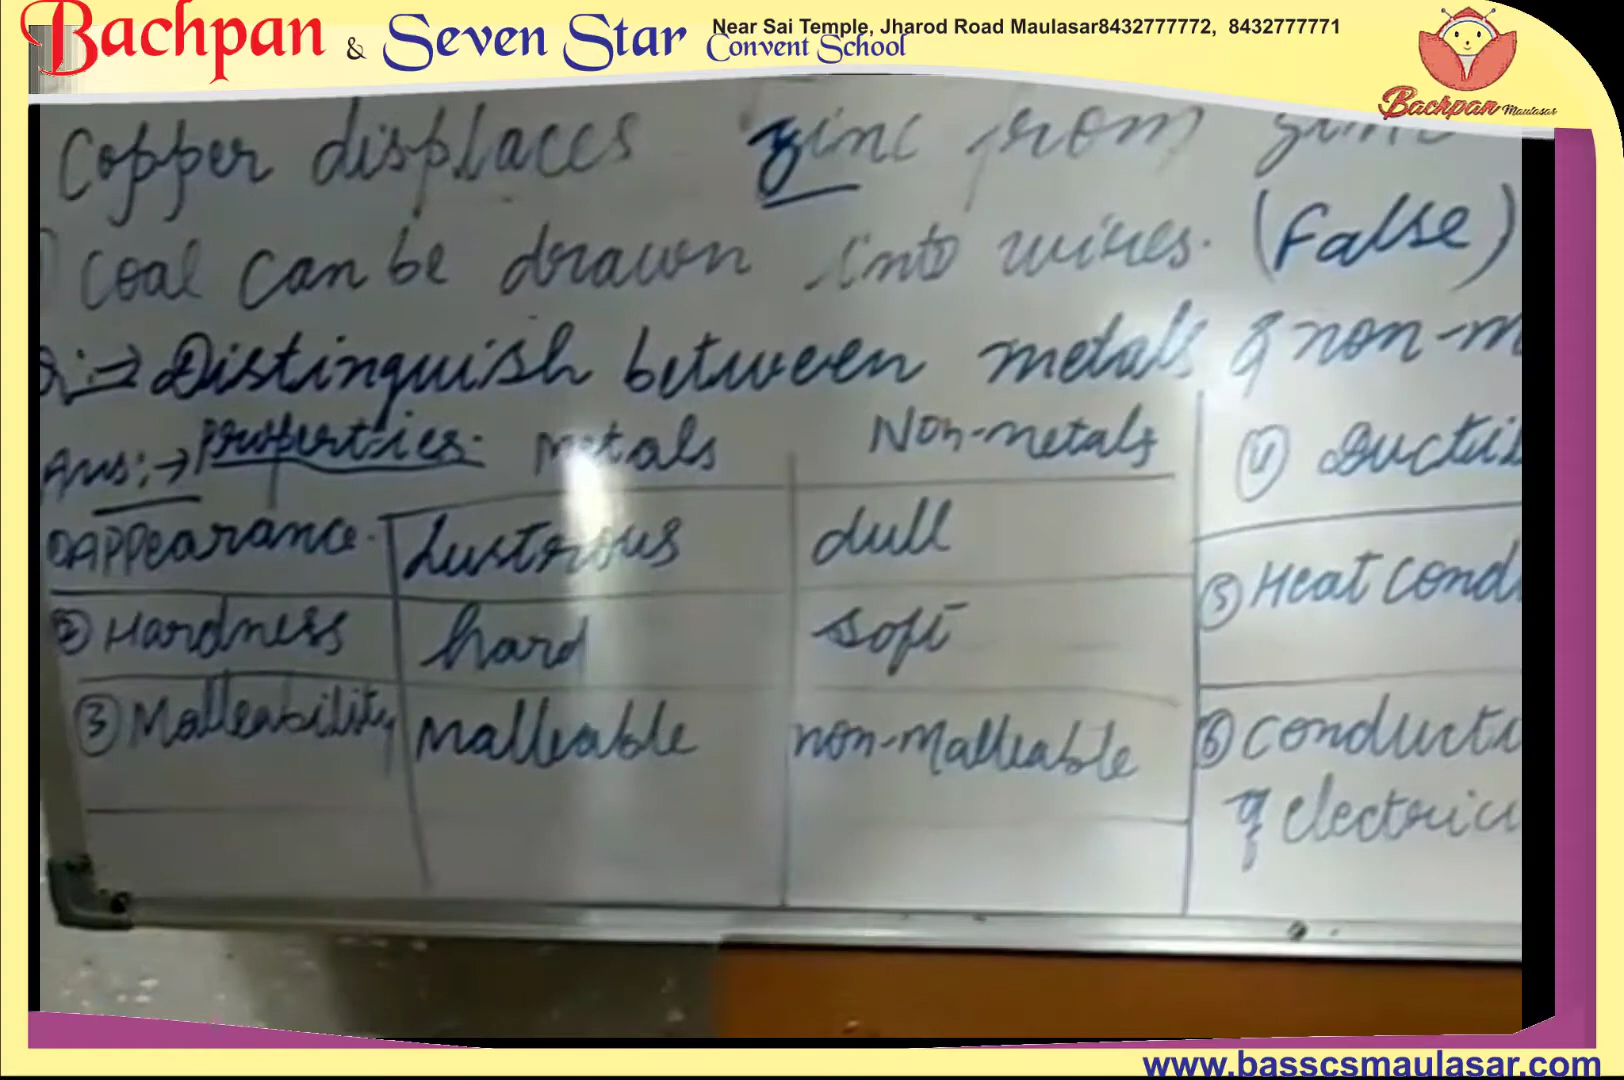 Bachpan & Seven Star Convent School
Near Sai Temple, Jharod Road Maulasar8432777772, 8432777771
Bachpan Maulasar
Copper displaces zinc from
Coal can be drawn into wires. (False)
Distinguish between metals & non-m
Ans:→ Properties. Metals Non-metals
① Appearance. Lustrous dull
② Hardness hard soft
③ Malleability Malleable non-Malleable
④ Ductil
⑤ Heat Cond
⑥ Conducti
of electrici
www.basscsmaulasar.com